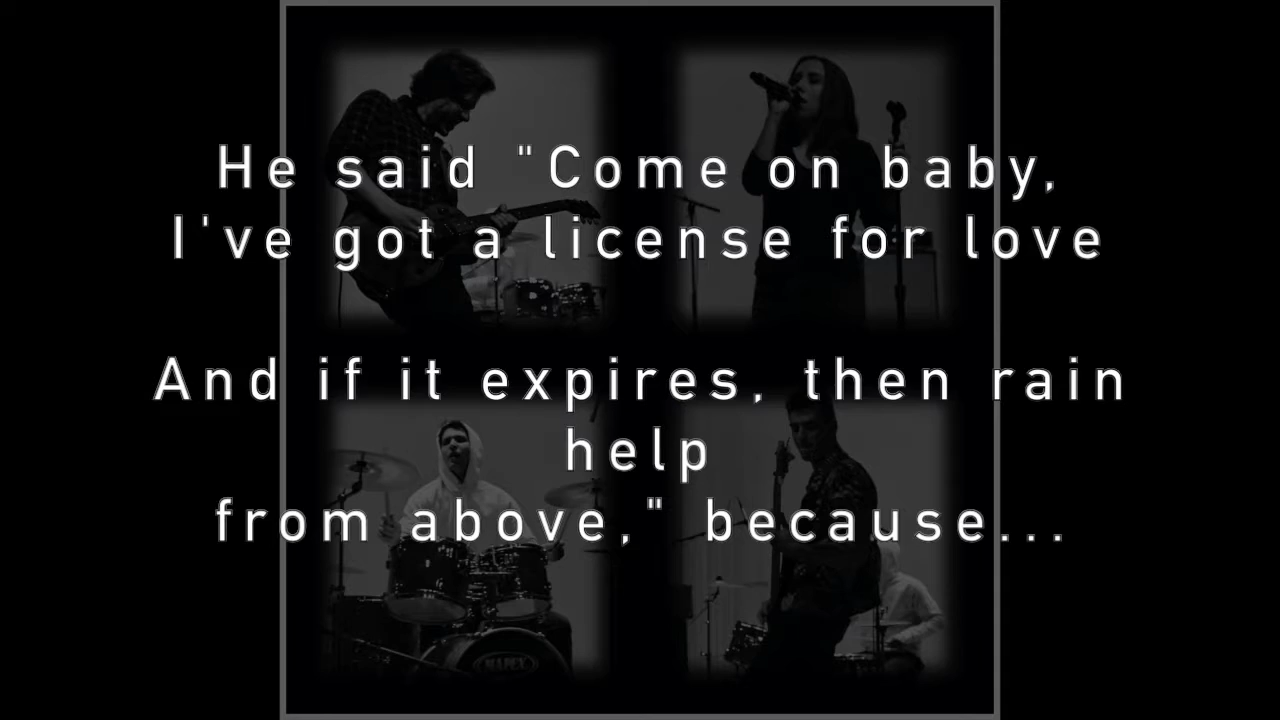 He said "Come on baby,
I've got a license for love
And if it expires, then rain
help
from above," because...
MAPEX